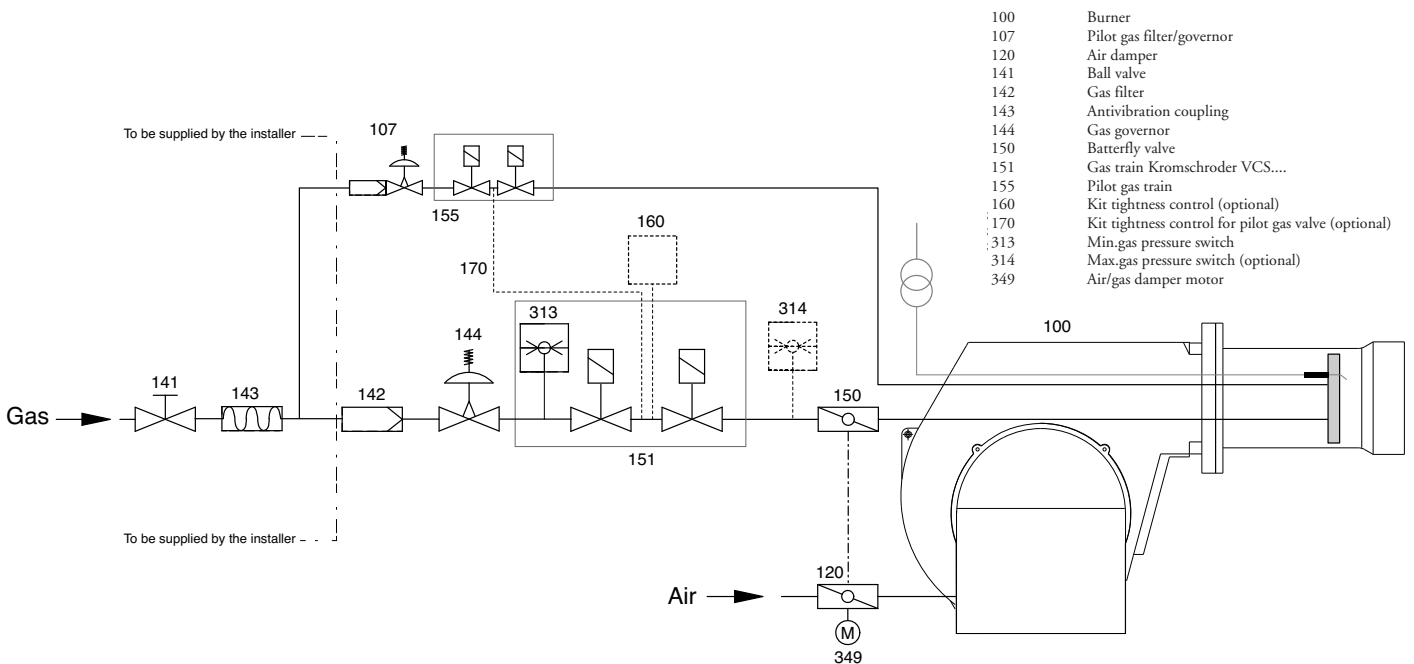 100 Burner
107 Pilot gas filter/governor
120 Air damper
141 Ball valve
142 Gas filter
143 Antivibration coupling
144 Gas governor
150 Batterfly valve
151 Gas train Kromschroder VCS....
155 Pilot gas train
160 Kit tightness control (optional)
170 Kit tightness control for pilot gas valve (optional)
313 Min.gas pressure switch
314 Max.gas pressure switch (optional)
349 Air/gas damper motor
To be supplied by the installer
107
155
160
170
313
314
144
100
141
143
142
150
Gas
151
To be supplied by the installer
120
Air
M
349